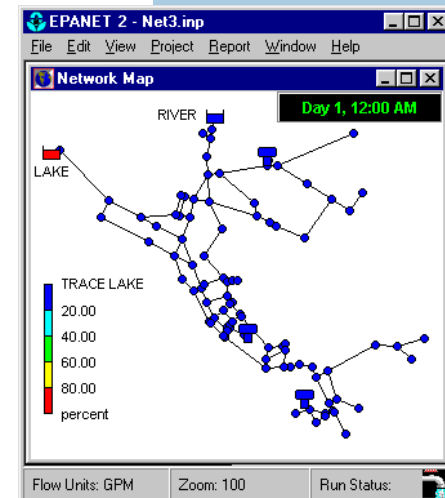 EPANET 2 - Net3.inp
File Edit View Project Report Window Help
Network Map
Day 1, 12:00 AM
RIVER
LAKE
TRACE LAKE
20.00
40.00
60.00
80.00
percent
Flow Units: GPM Zoom: 100 Run Status: